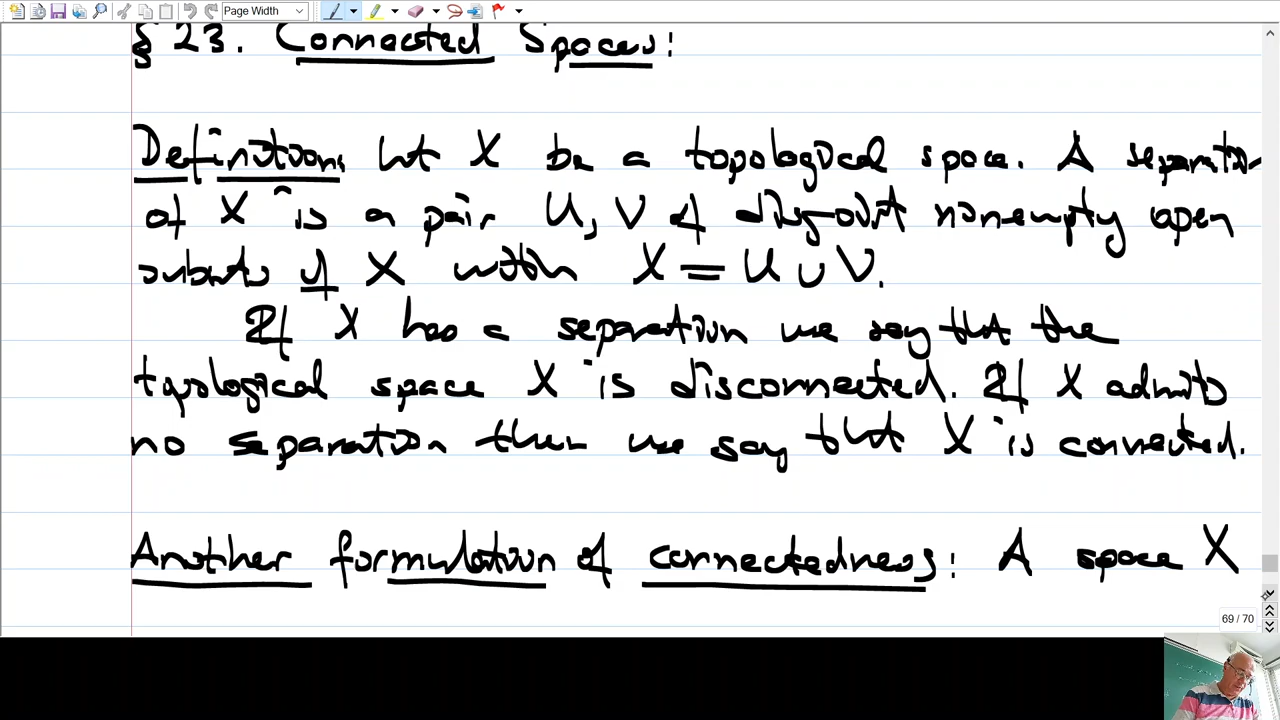 Page Width
§ 23. Connected Spaces:
Definition: Let X be a topological space. A separation
of X is a pair U, V of disjoint nonempty open
subsets of X with X = U ∪ V.
If X has a separation we say that the
topological space X is disconnected. If X admits
no separation then we say that X is connected.
Another formulation of connectedness: A space X
69 / 70